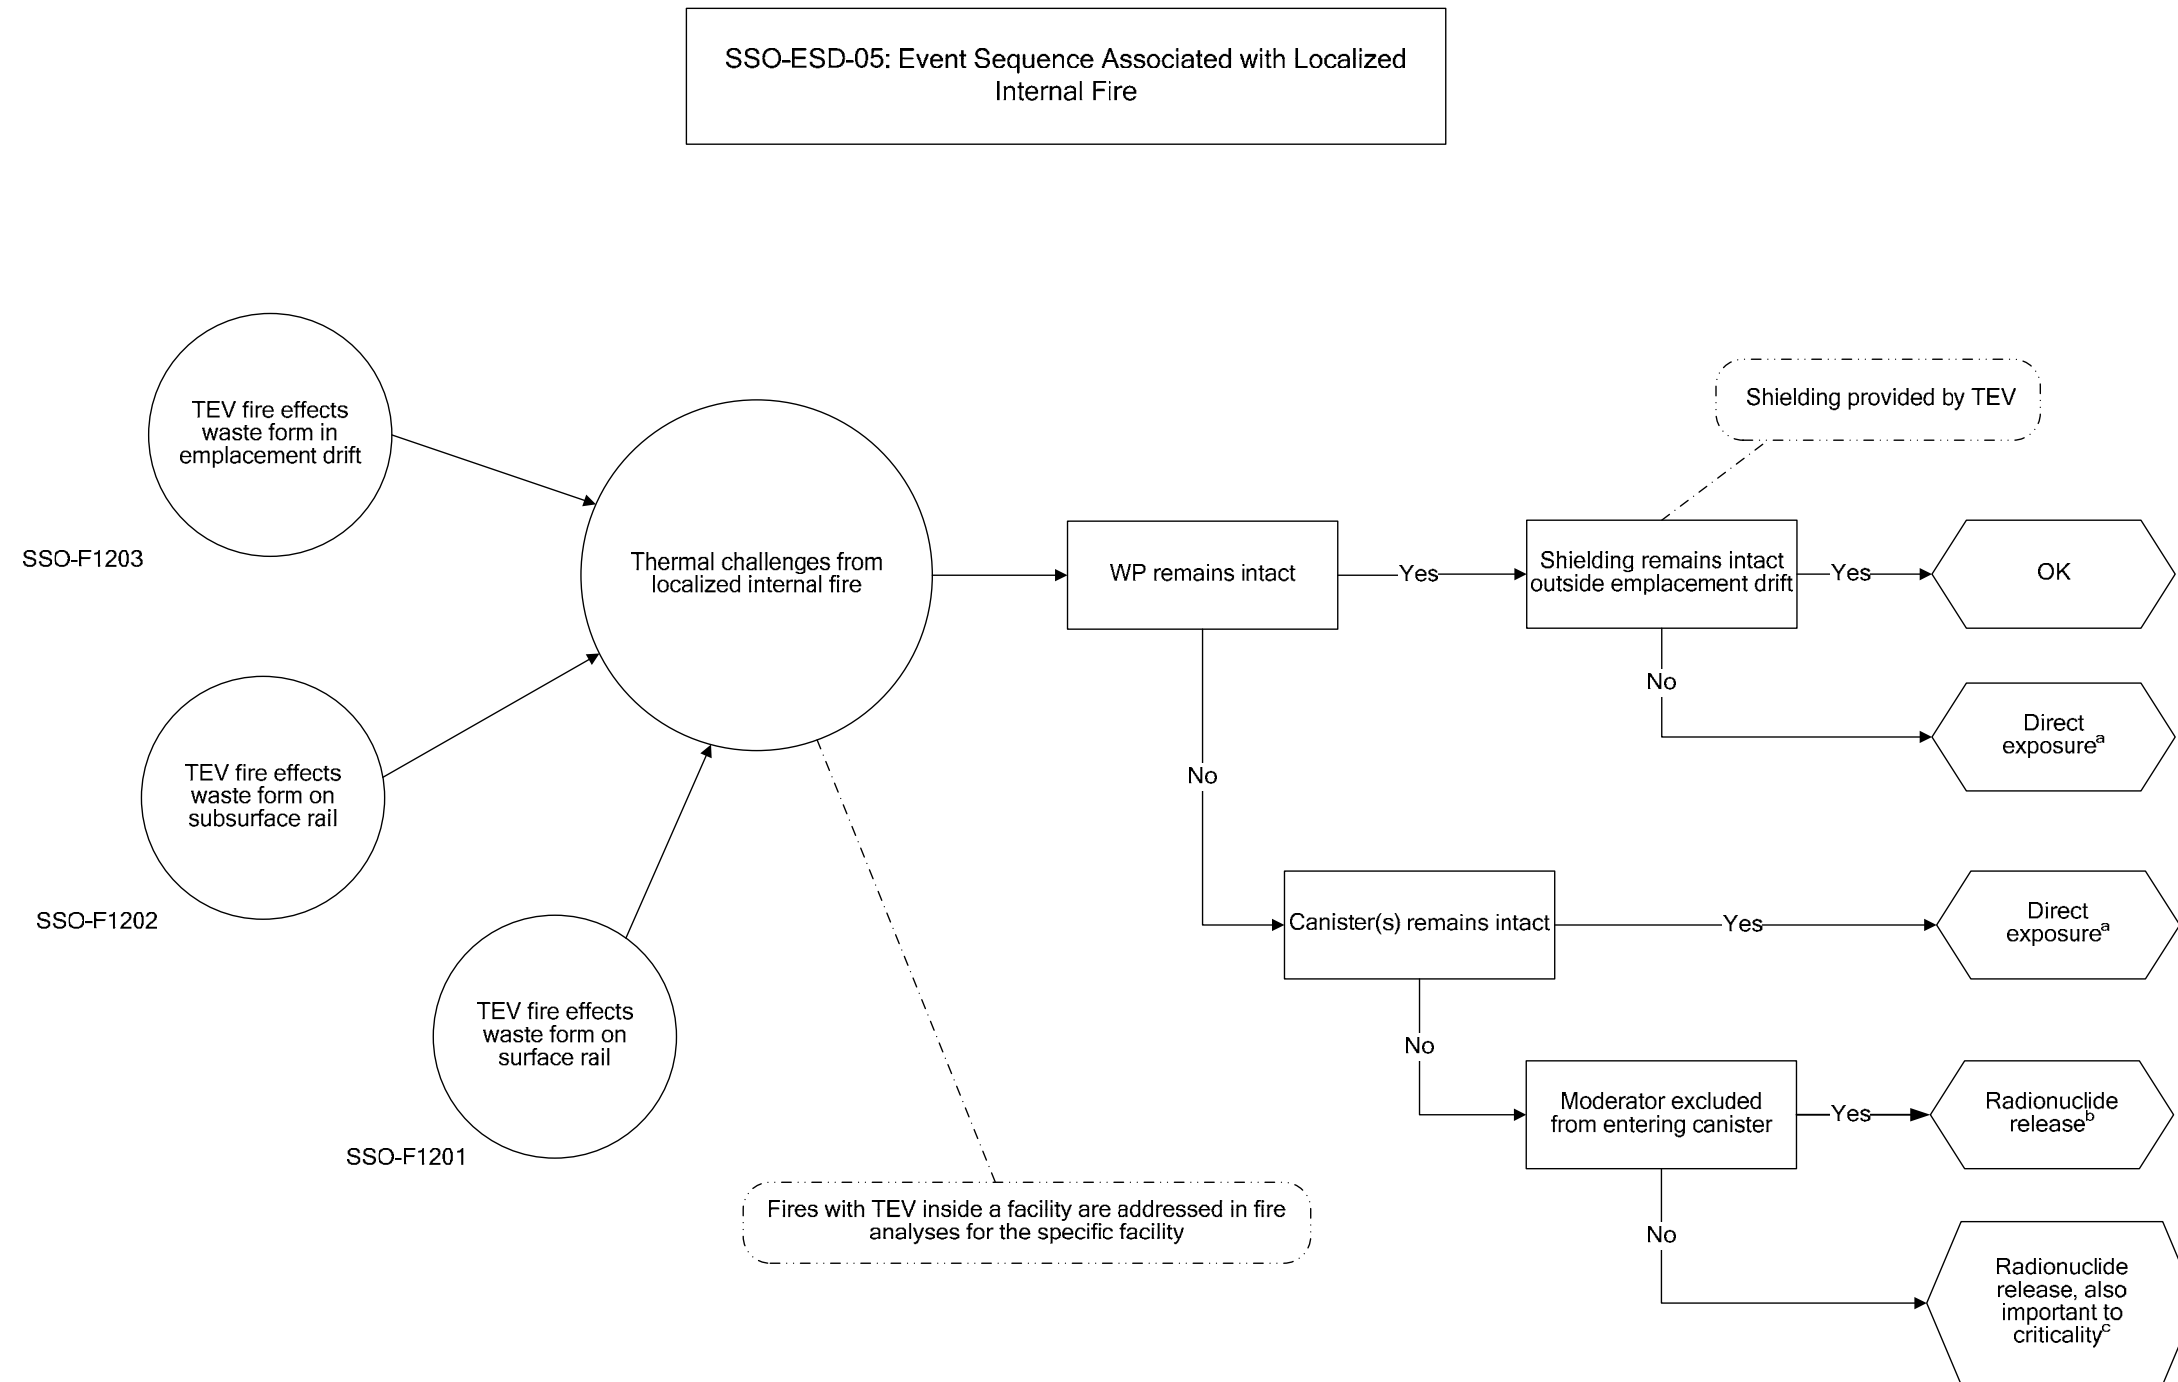 SSO-ESD-05: Event Sequence Associated with Localized
Internal Fire
Shielding provided by TEV
TEV fire effects
waste form in
emplacement drift
SSO-F1203
Thermal challenges from
localized internal fire
WP remains intact
Yes
Shielding remains intact
outside emplacement drift
Yes
OK
No
Direct
exposureᵃ
TEV fire effects
waste form on
subsurface rail
SSO-F1202
No
Canister(s) remains intact
Yes
Direct
exposureᵃ
TEV fire effects
waste form on
surface rail
SSO-F1201
No
Moderator excluded
from entering canister
Yes
Radionuclide
releaseᵇ
Fires with TEV inside a facility are addressed in fire
analyses for the specific facility
No
Radionuclide
release, also
important to
criticalityᶜ